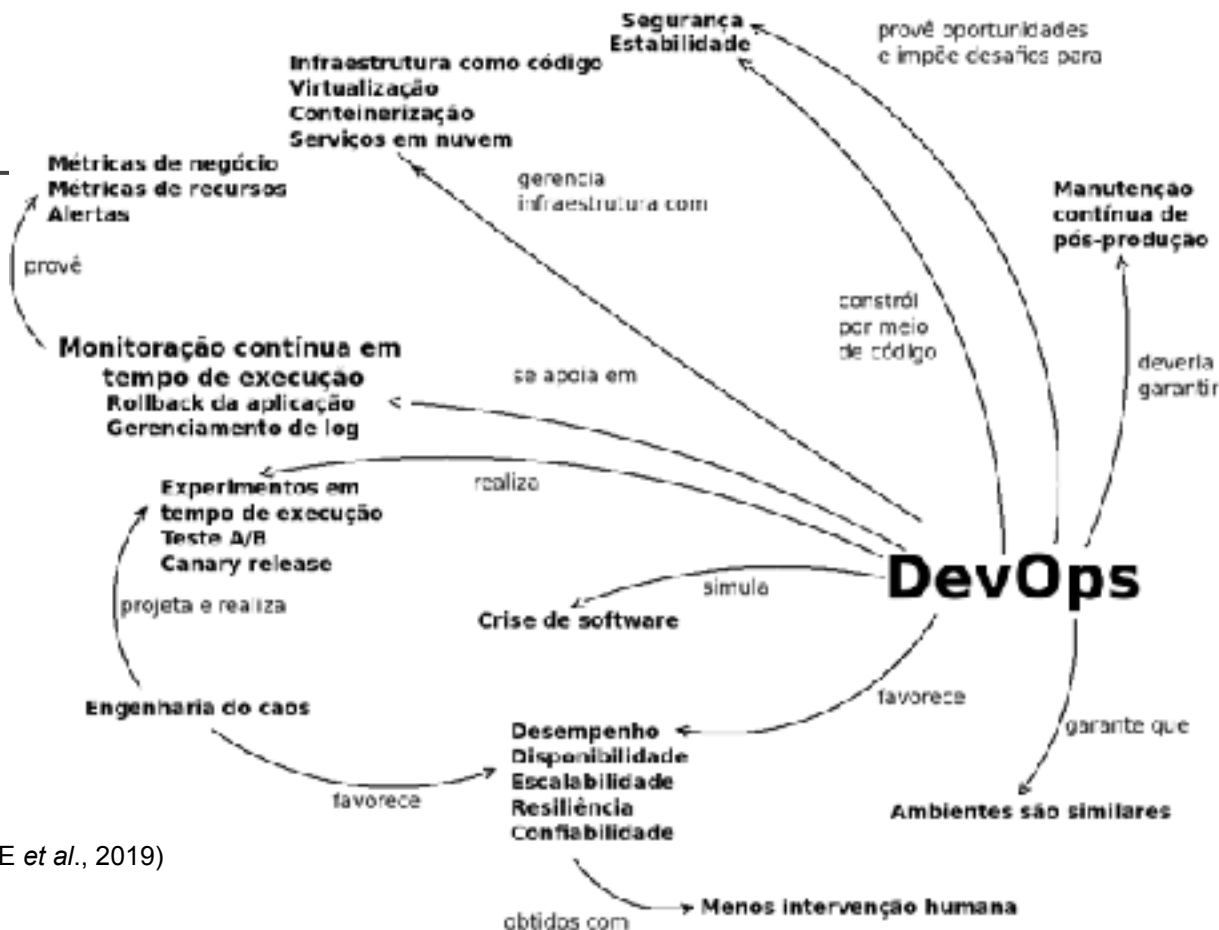 Segurança
Estabilidade
provê oportunidades
e impõe desafios para
Infraestrutura como código
Virtualização
Conteinerização
Serviços em nuvem
Métricas de negócio
Métricas de recursos
Alertas
gerencia
infraestrutura com
Manutenção
contínua de
pós-produção
provê
constrói
por meio
de código
Monitoração contínua em
tempo de execução
Rollback da aplicação
Gerenciamento de log
se apoia em
deveria
garantir
Experimentos em
tempo de execução
Teste A/B
Canary release
realiza
DevOps
projeta e realiza
simula
Crise de software
Engenharia do caos
favorece
Desempenho
Disponibilidade
Escalabilidade
Resiliência
Confiabilidade
garante que
favorece
Ambientes são similares
E et al., 2019)
Menos intervenção humana
obtidos com